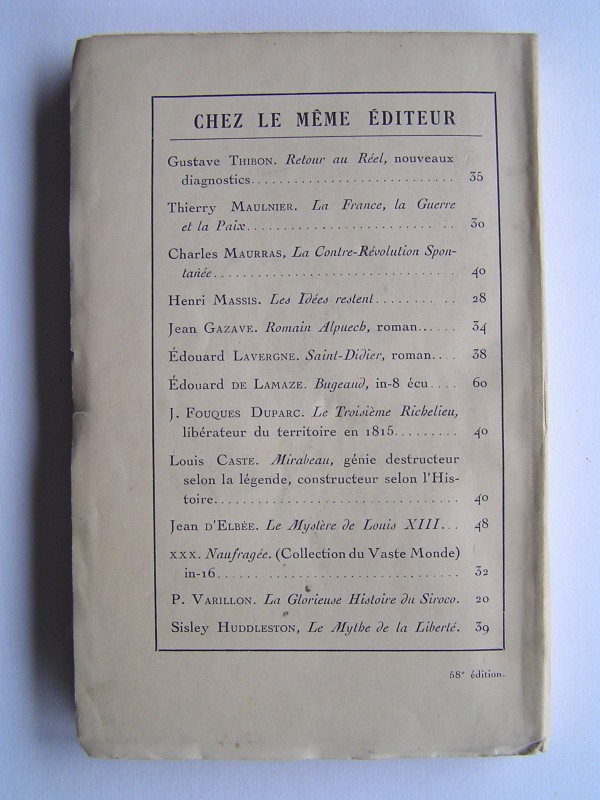 CHEZ LE MÊME ÉDITEUR
Gustave THIBON. Retour au Réel, nouveaux
diagnostics.......................... 35
Thierry MAULNIER. La France, la Guerre
et la Paix.......................... 30
Charles MAURRAS, La Contre-Révolution Spon-
tanée.............................. 40
Henri MASSIS. Les Idées restent.......... 28
Jean GAZAVE. Romain Alpuech, roman...... 34
Édouard LAVERGNE. Saint-Didier, roman.... 38
Édouard DE LAMAZE. Bugeaud, in-8 écu.... 60
J. FOUQUES DUPARC. Le Troisième Richelieu,
libérateur du territoire en 1815......... 40
Louis CASTE. Mirabeau, génie destructeur
selon la légende, constructeur selon l'His-
toire.............................. 40
Jean D'ELBÉE. Le Mystère de Louis XIII... 48
XXX. Naufragée. (Collection du Vaste Monde)
in-16.............................. 32
P. VARILLON. La Glorieuse Histoire du Siroco. 20
Sisley HUDDLESTON, Le Mythe de la Liberté. 39
58e édition.